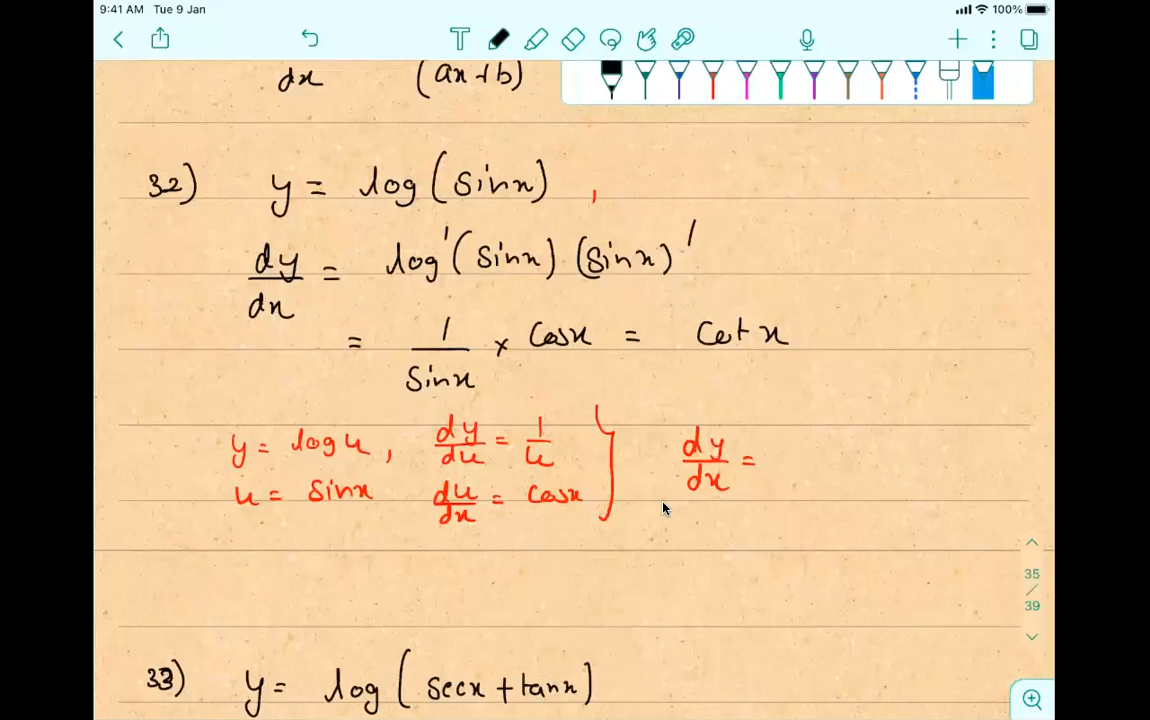 9:41 AM Tue 9 Jan 100%
dx (ax+b)
32) y = log(sinx) ,
dy/dx = log'(sinx) (sinx)'
= 1/sinx × cosx = cotx
y = log u , dy/du = 1/u } dy/dx =
u = sinx du/dx = cosx
35
/
39
33) y = log(secx + tanx)